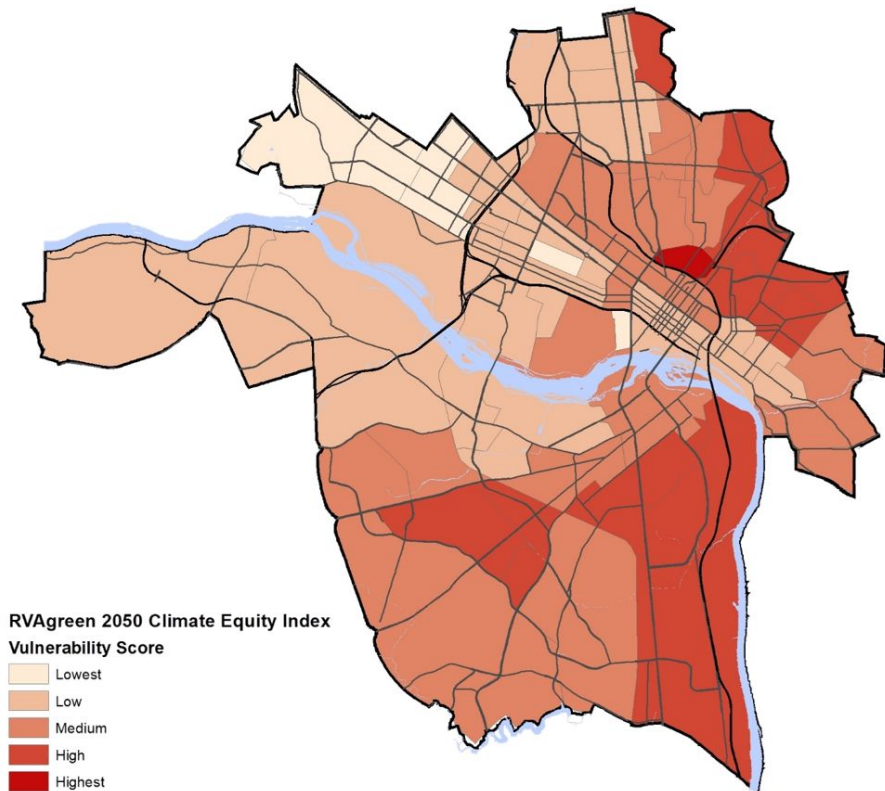 RVAgreen 2050 Climate Equity Index
Vulnerability Score
Lowest
Low
Medium
High
Highest